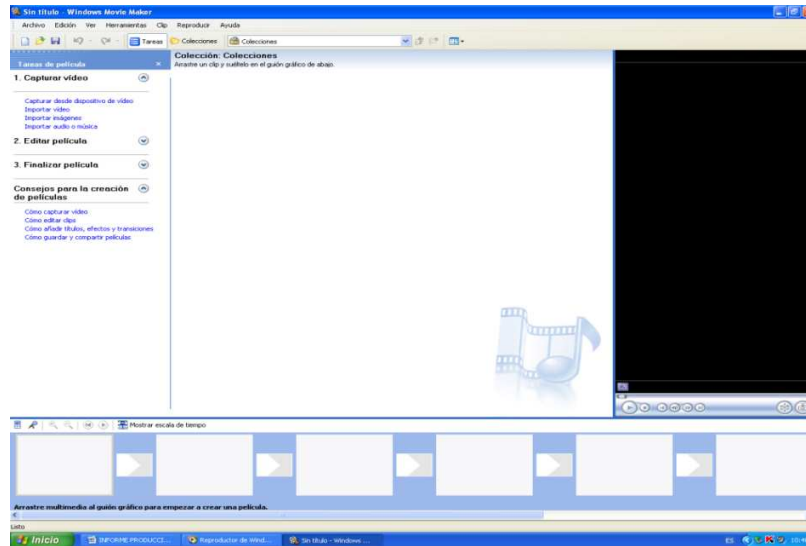 Sin título - Windows Movie Maker
Archivo Edición Ver Herramientas Clip Reproducir Ayuda
Tareas Colecciones Colecciones
Tareas de película
Colección: Colecciones
Arrastre un clip y suéltelo en el guión gráfico de abajo.
1. Capturar vídeo
Capturar desde dispositivo de vídeo
Importar vídeo
Importar imágenes
Importar audio o música
2. Editar película
3. Finalizar película
Consejos para la creación
de películas
Cómo capturar vídeo
Cómo editar clips
Cómo añadir títulos, efectos y transiciones
Cómo guardar y compartir películas
Mostrar escala de tiempo
Arrastre multimedia al guión gráfico para empezar a crear una película.
Listo
Inicio INFORME PRODUCCI... Reproductor de Wind... Sin título - Windows ... ES